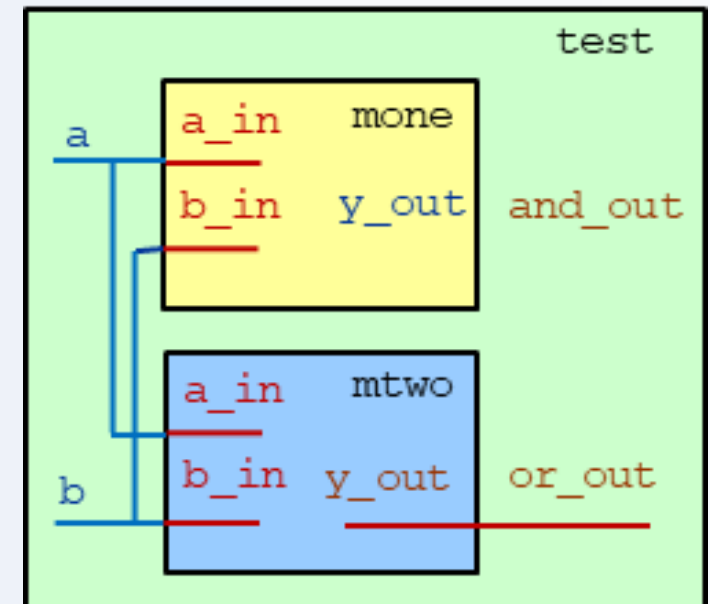 test
a
a_in mone
b_in y_out and_out
a_in mtwo
b b_in y_out or_out